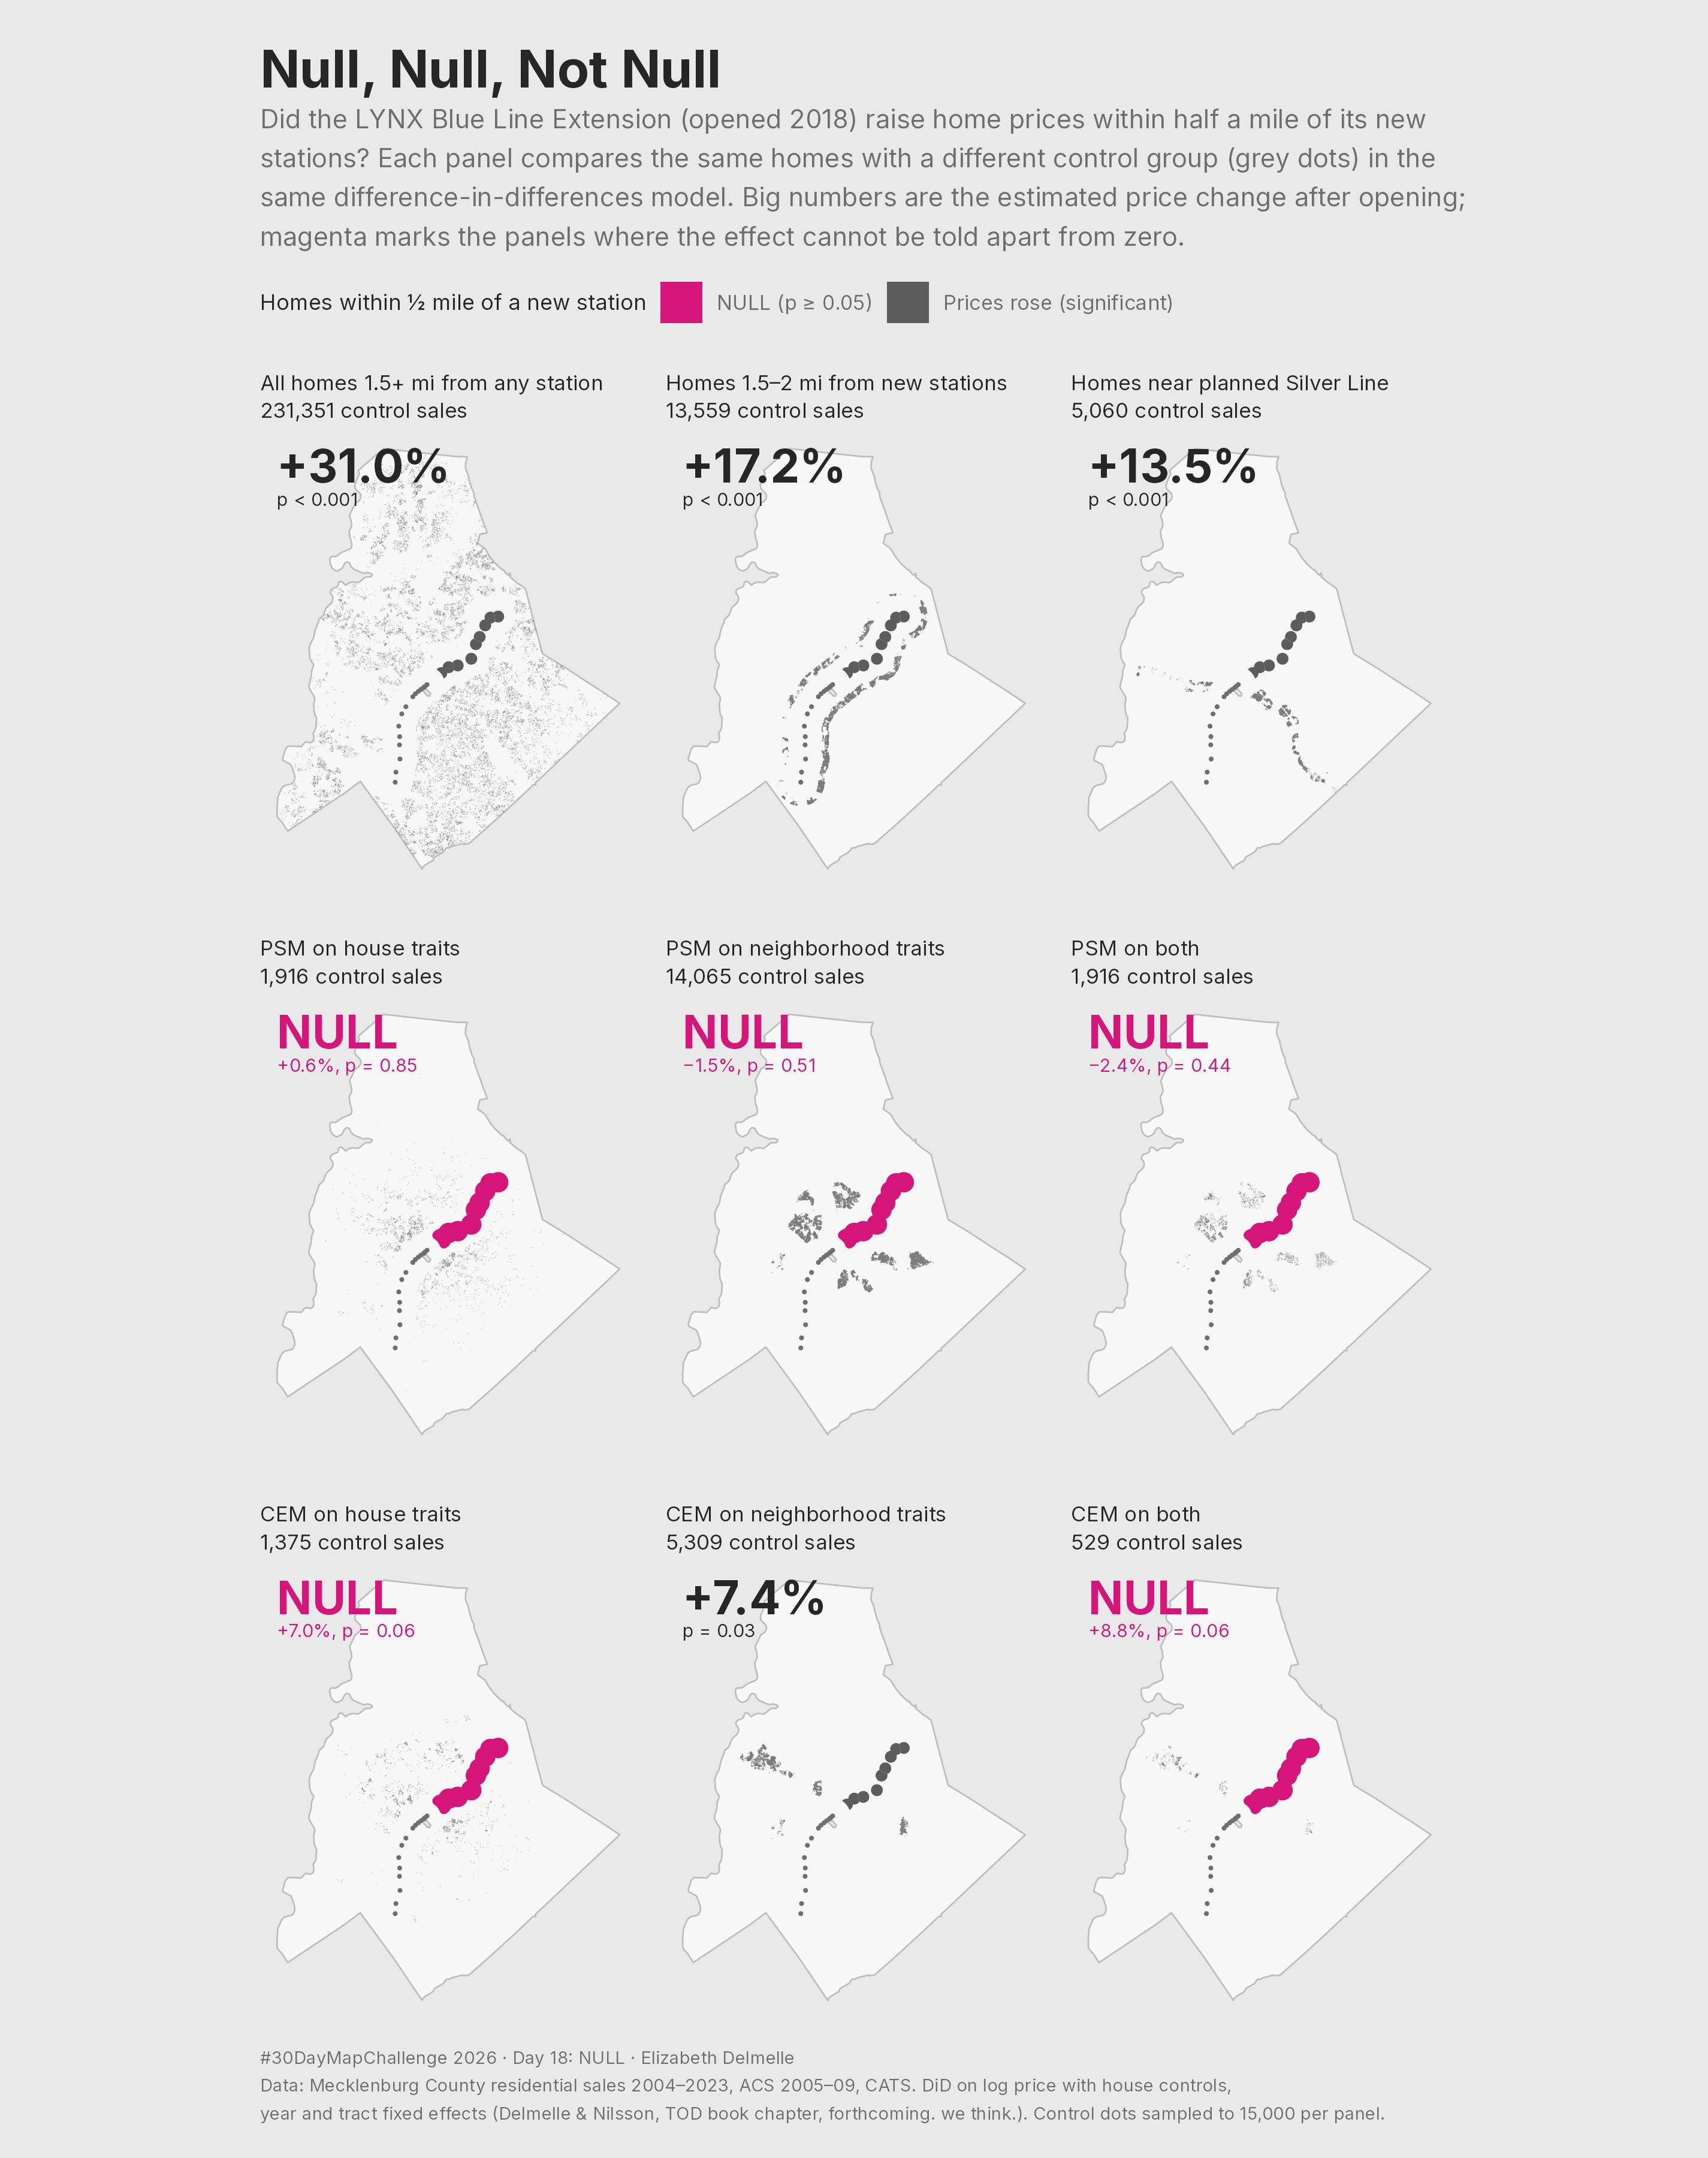 Null, Null, Not Null
Did the LYNX Blue Line Extension (opened 2018) raise home prices within half a mile of its new
stations? Each panel compares the same homes with a different control group (grey dots) in the
same difference-in-differences model. Big numbers are the estimated price change after opening;
magenta marks the panels where the effect cannot be told apart from zero.
Homes within ½ mile of a new station NULL (p ≥ 0.05) Prices rose (significant)
All homes 1.5+ mi from any station
231,351 control sales
+31.0%
p < 0.001
Homes 1.5–2 mi from new stations
13,559 control sales
+17.2%
p < 0.001
Homes near planned Silver Line
5,060 control sales
+13.5%
p < 0.001
PSM on house traits
1,916 control sales
NULL
+0.6%, p = 0.85
PSM on neighborhood traits
14,065 control sales
NULL
−1.5%, p = 0.51
PSM on both
1,916 control sales
NULL
−2.4%, p = 0.44
CEM on house traits
1,375 control sales
NULL
+7.0%, p = 0.06
CEM on neighborhood traits
5,309 control sales
+7.4%
p = 0.03
CEM on both
529 control sales
NULL
+8.8%, p = 0.06
#30DayMapChallenge 2026 · Day 18: NULL · Elizabeth Delmelle
Data: Mecklenburg County residential sales 2004–2023, ACS 2005–09, CATS. DiD on log price with house controls,
year and tract fixed effects (Delmelle & Nilsson, TOD book chapter, forthcoming. we think.). Control dots sampled to 15,000 per panel.